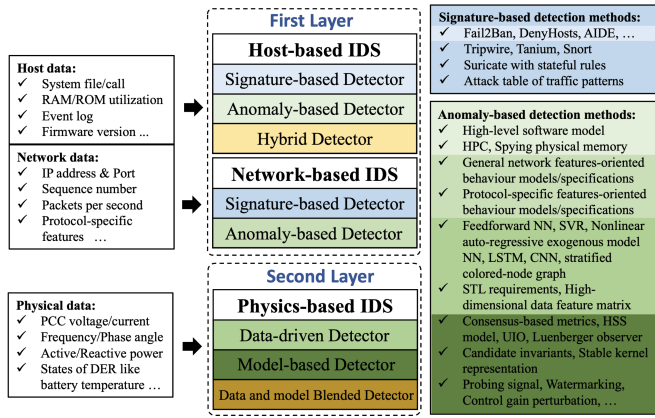 Host data:
✓ System file/call
✓ RAM/ROM utilization
✓ Event log
✓ Firmware version ...
Network data:
✓ IP address & Port
✓ Sequence number
✓ Packets per second
✓ Protocol-specific
features ...
Physical data:
✓ PCC voltage/current
✓ Frequency/Phase angle
✓ Active/Reactive power
✓ States of DER like
battery temperature ...
First Layer
Host-based IDS
Signature-based Detector
Anomaly-based Detector
Hybrid Detector
Network-based IDS
Signature-based Detector
Anomaly-based Detector
Second Layer
Physics-based IDS
Data-driven Detector
Model-based Detector
Data and model Blended Detector
Signature-based detection methods:
✓ Fail2Ban, DenyHosts, AIDE, ...
✓ Tripwire, Tanium, Snort
✓ Suricate with stateful rules
✓ Attack table of traffic patterns
Anomaly-based detection methods:
✓ High-level software model
✓ HPC, Spying physical memory
✓ General network features-oriented
behaviour models/specifications
✓ Protocol-specific features-oriented
behaviour models/specifications
✓ Feedforward NN, SVR, Nonlinear
auto-regressive exogenous model
NN, LSTM, CNN, stratified
colored-node graph
✓ STL requirements, High-
dimensional data feature matrix
✓ Consensus-based metrics, HSS
model, UIO, Luenberger observer
✓ Candidate invariants, Stable kernel
representation
✓ Probing signal, Watermarking,
Control gain perturbation, ...